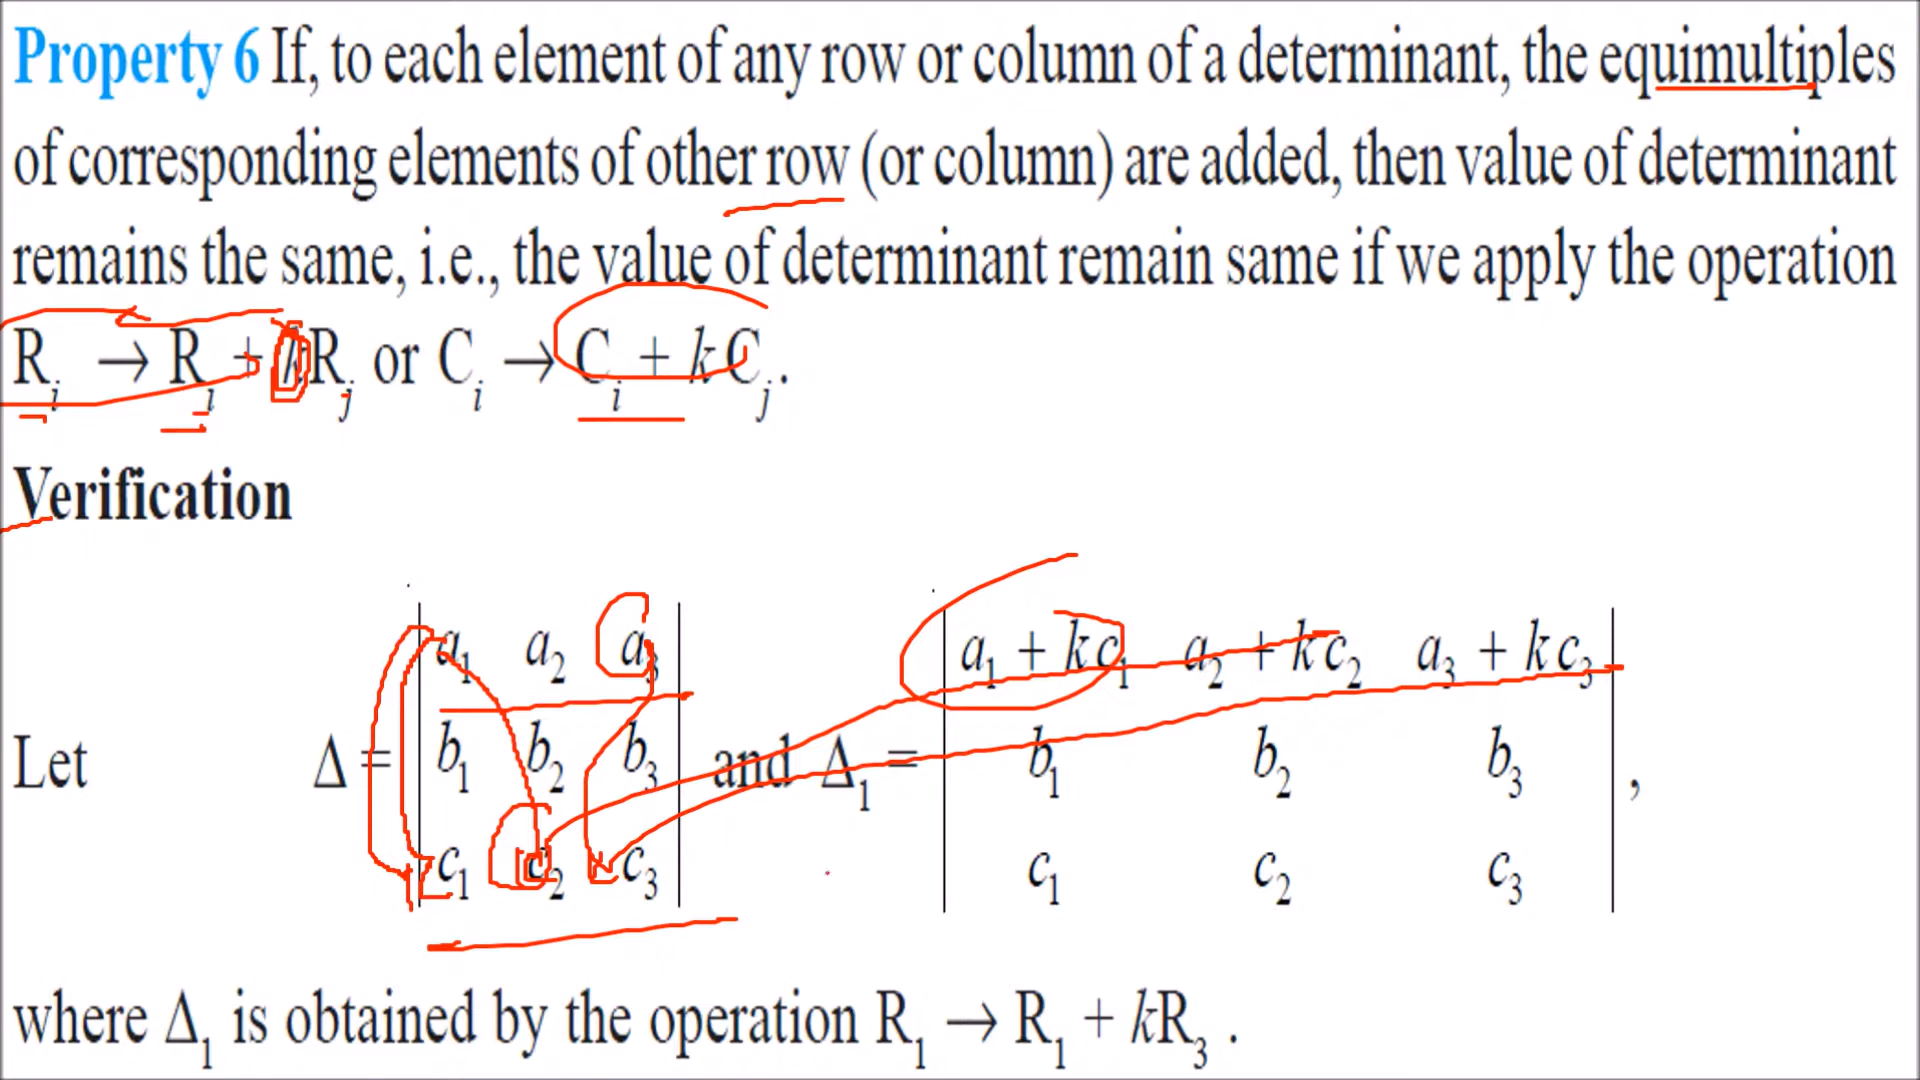 Property 6 If, to each element of any row or column of a determinant, the equimultiples
of corresponding elements of other row (or column) are added, then value of determinant
remains the same, i.e., the value of determinant remain same if we apply the operation
Rᵢ → Rᵢ + kRⱼ or Cᵢ → Cᵢ + kCⱼ.
Verification
a₁ a₂ a₃ a₁ + kc₁ a₂ + kc₂ a₃ + kc₃
Let Δ = b₁ b₂ b₃ and Δ₁ = b₁ b₂ b₃ ,
c₁ c₂ c₃ c₁ c₂ c₃
where Δ₁ is obtained by the operation R₁ → R₁ + kR₃ .